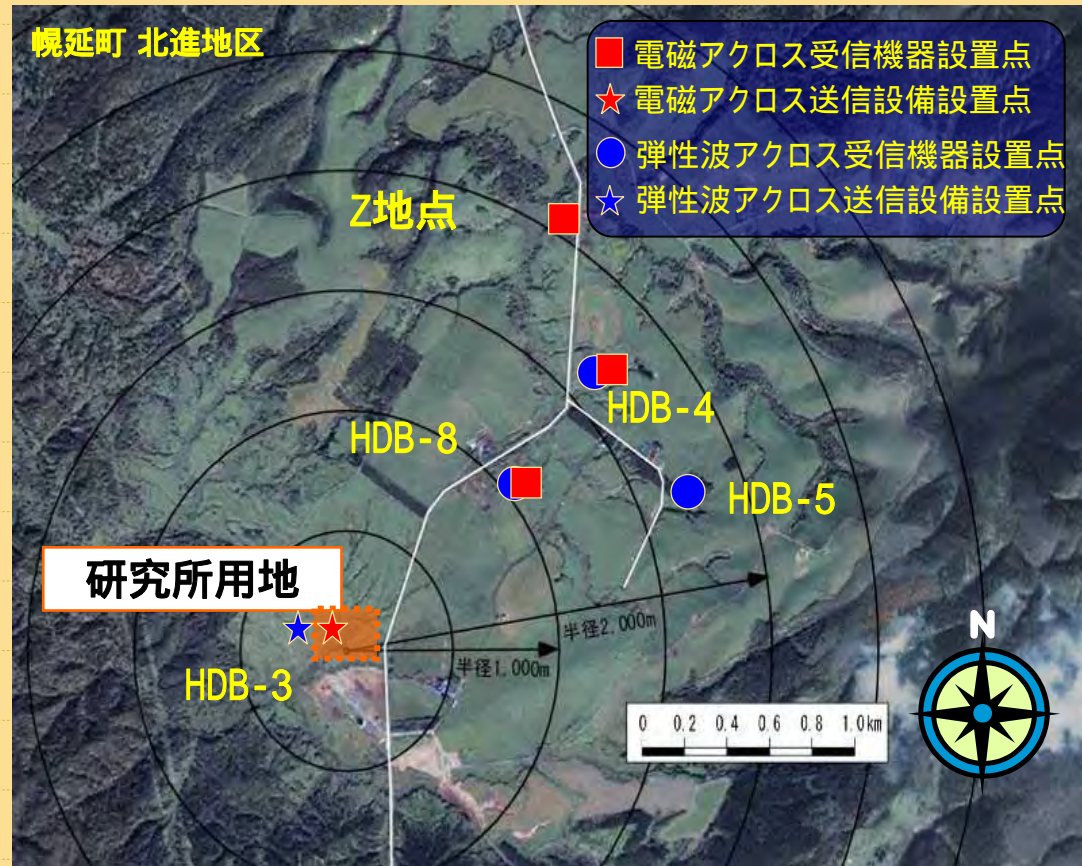 幌延町 北進地区
電磁アクロス受信機器設置点
電磁アクロス送信設備設置点
弾性波アクロス受信機器設置点
弾性波アクロス送信設備設置点
Z地点
HDB-4
HDB-8
HDB-5
研究所用地
半径2,000m
半径1,000m
HDB-3
N
0 0.2 0.4 0.6 0.8 1.0km